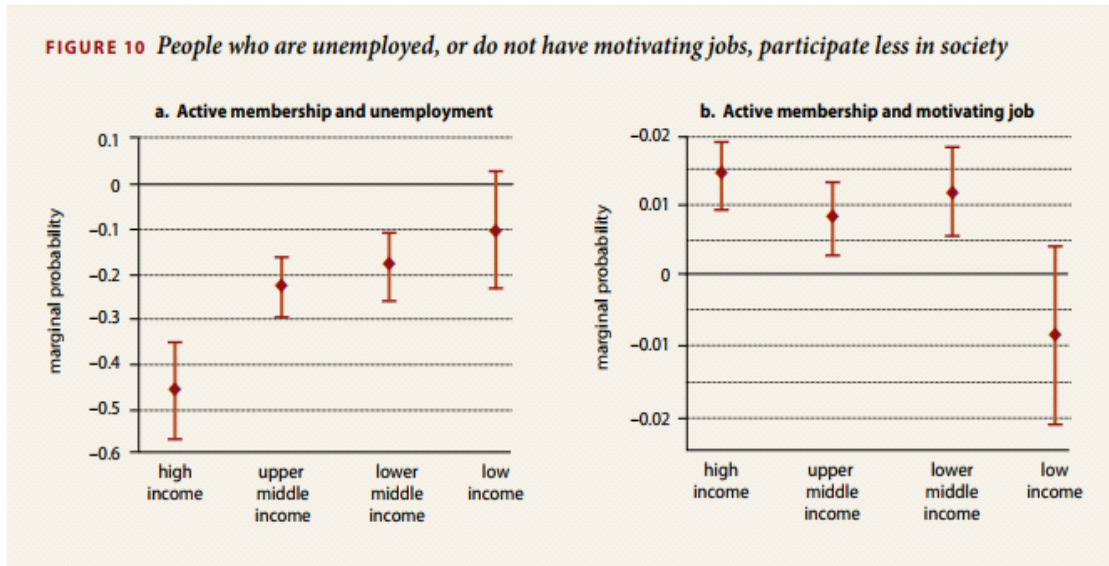 FIGURE 10 People who are unemployed, or do not have motivating jobs, participate less in society
a. Active membership and unemployment
marginal probability
0.1
0
–0.1
–0.2
–0.3
–0.4
–0.5
–0.6
high
income
upper
middle
income
lower
middle
income
low
income
b. Active membership and motivating job
marginal probability
–0.02
0.01
0
–0.01
–0.02
high
income
upper
middle
income
lower
middle
income
low
income